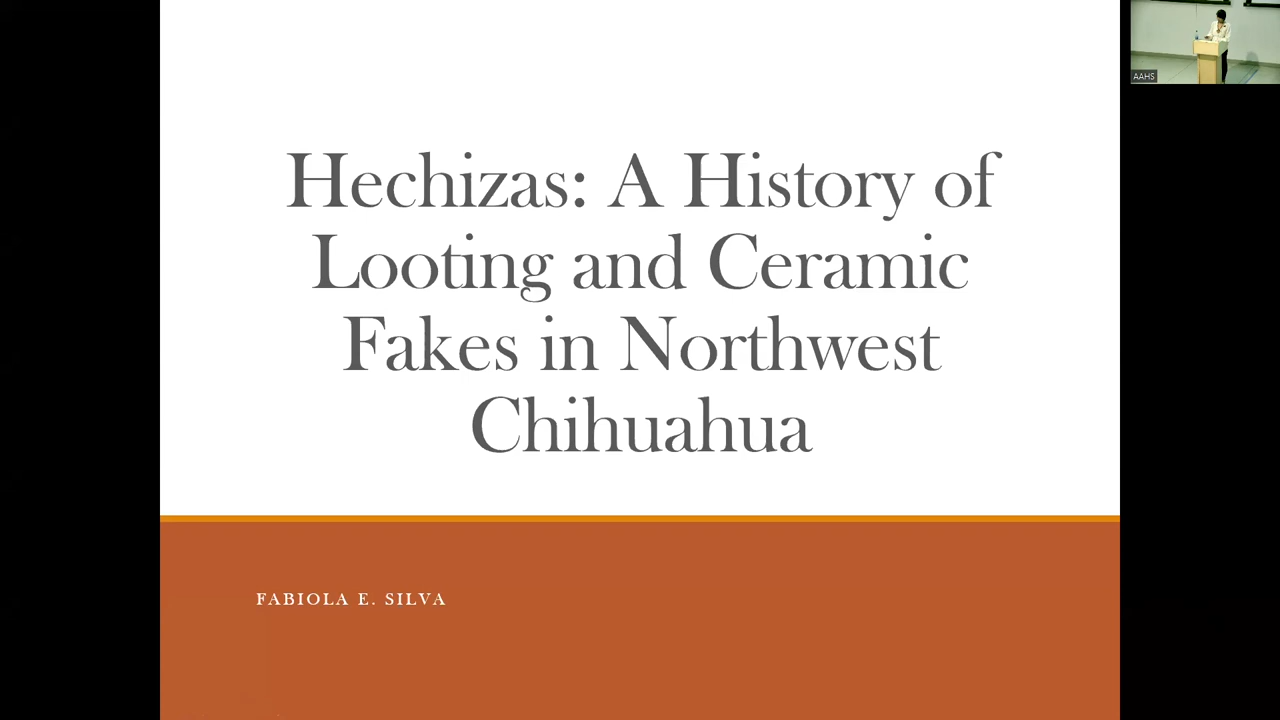 AAHS
Hechizas: A History of
Looting and Ceramic
Fakes in Northwest
Chihuahua
FABIOLA E. SILVA